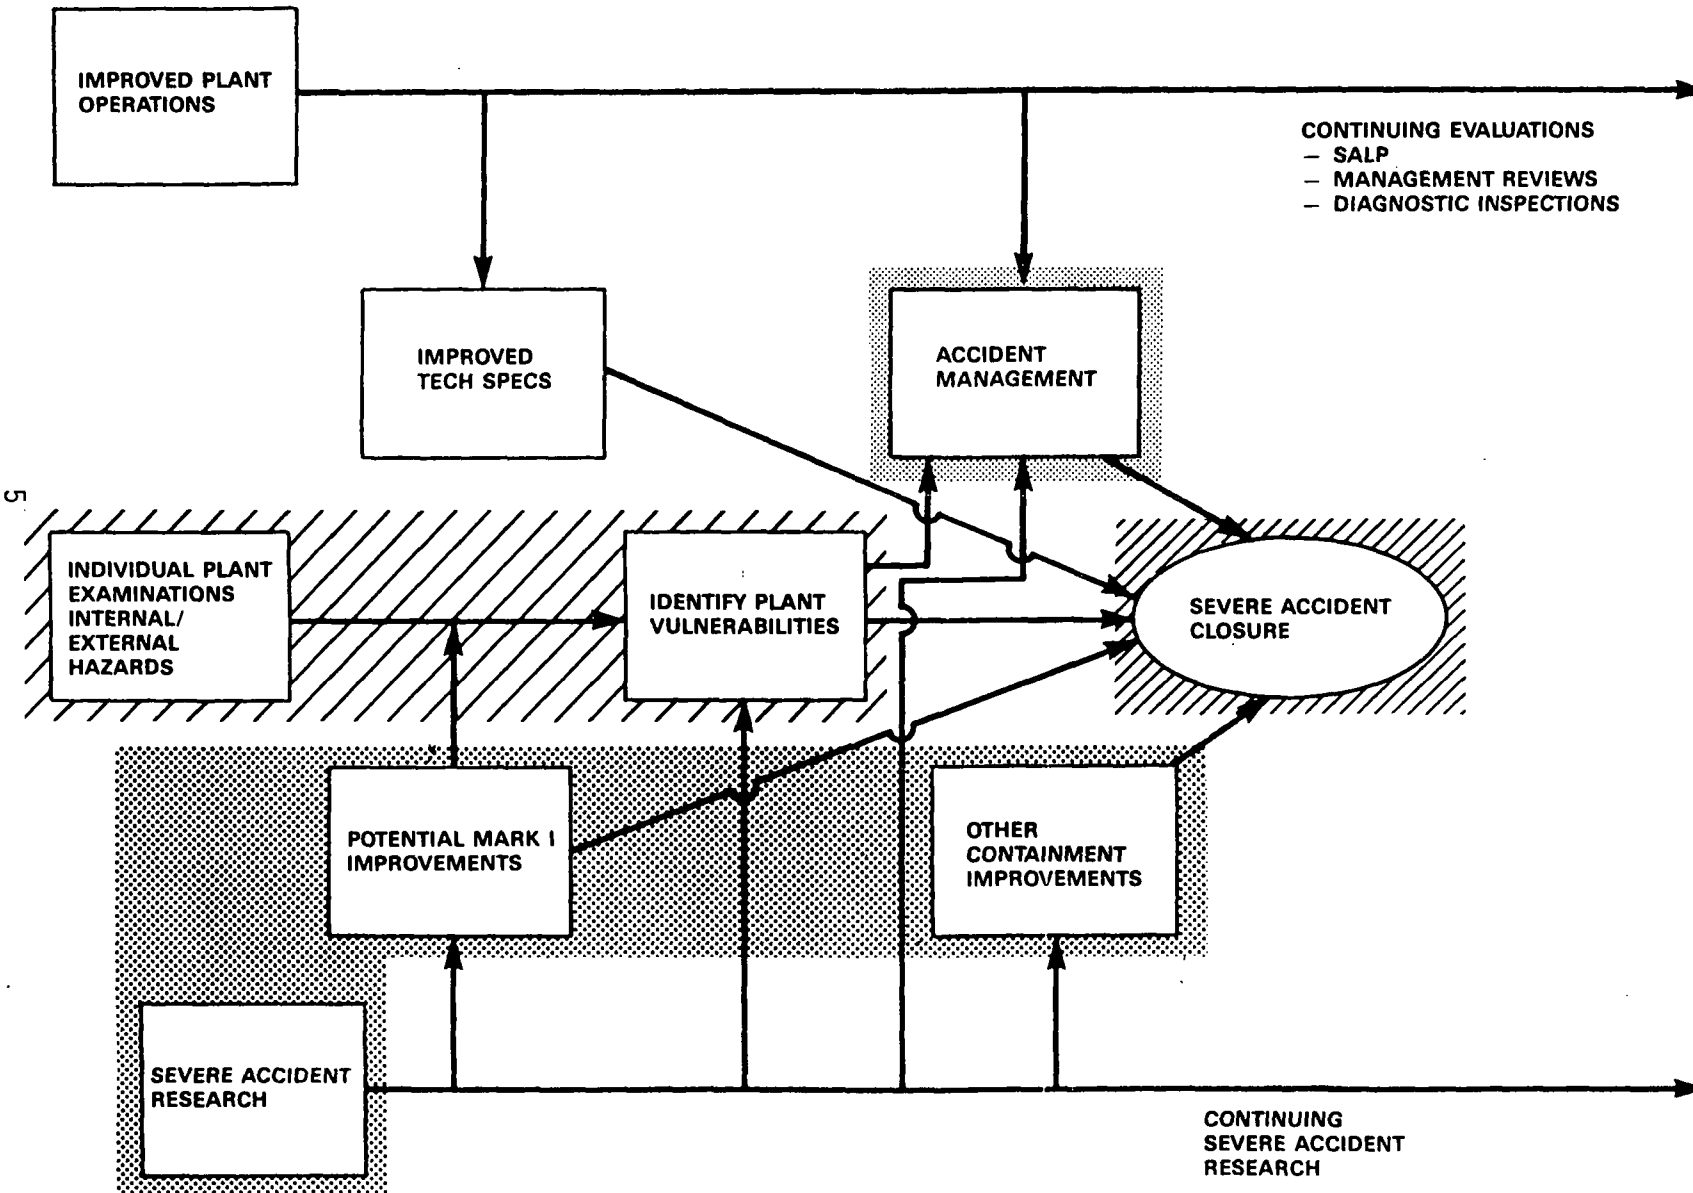 IMPROVED PLANT
OPERATIONS
CONTINUING EVALUATIONS
— SALP
— MANAGEMENT REVIEWS
— DIAGNOSTIC INSPECTIONS
IMPROVED
TECH SPECS
ACCIDENT
MANAGEMENT
5
INDIVIDUAL PLANT
EXAMINATIONS
INTERNAL/
EXTERNAL
HAZARDS
IDENTIFY PLANT
VULNERABILITIES
SEVERE ACCIDENT
CLOSURE
POTENTIAL MARK I
IMPROVEMENTS
OTHER
CONTAINMENT
IMPROVEMENTS
SEVERE ACCIDENT
RESEARCH
CONTINUING
SEVERE ACCIDENT
RESEARCH